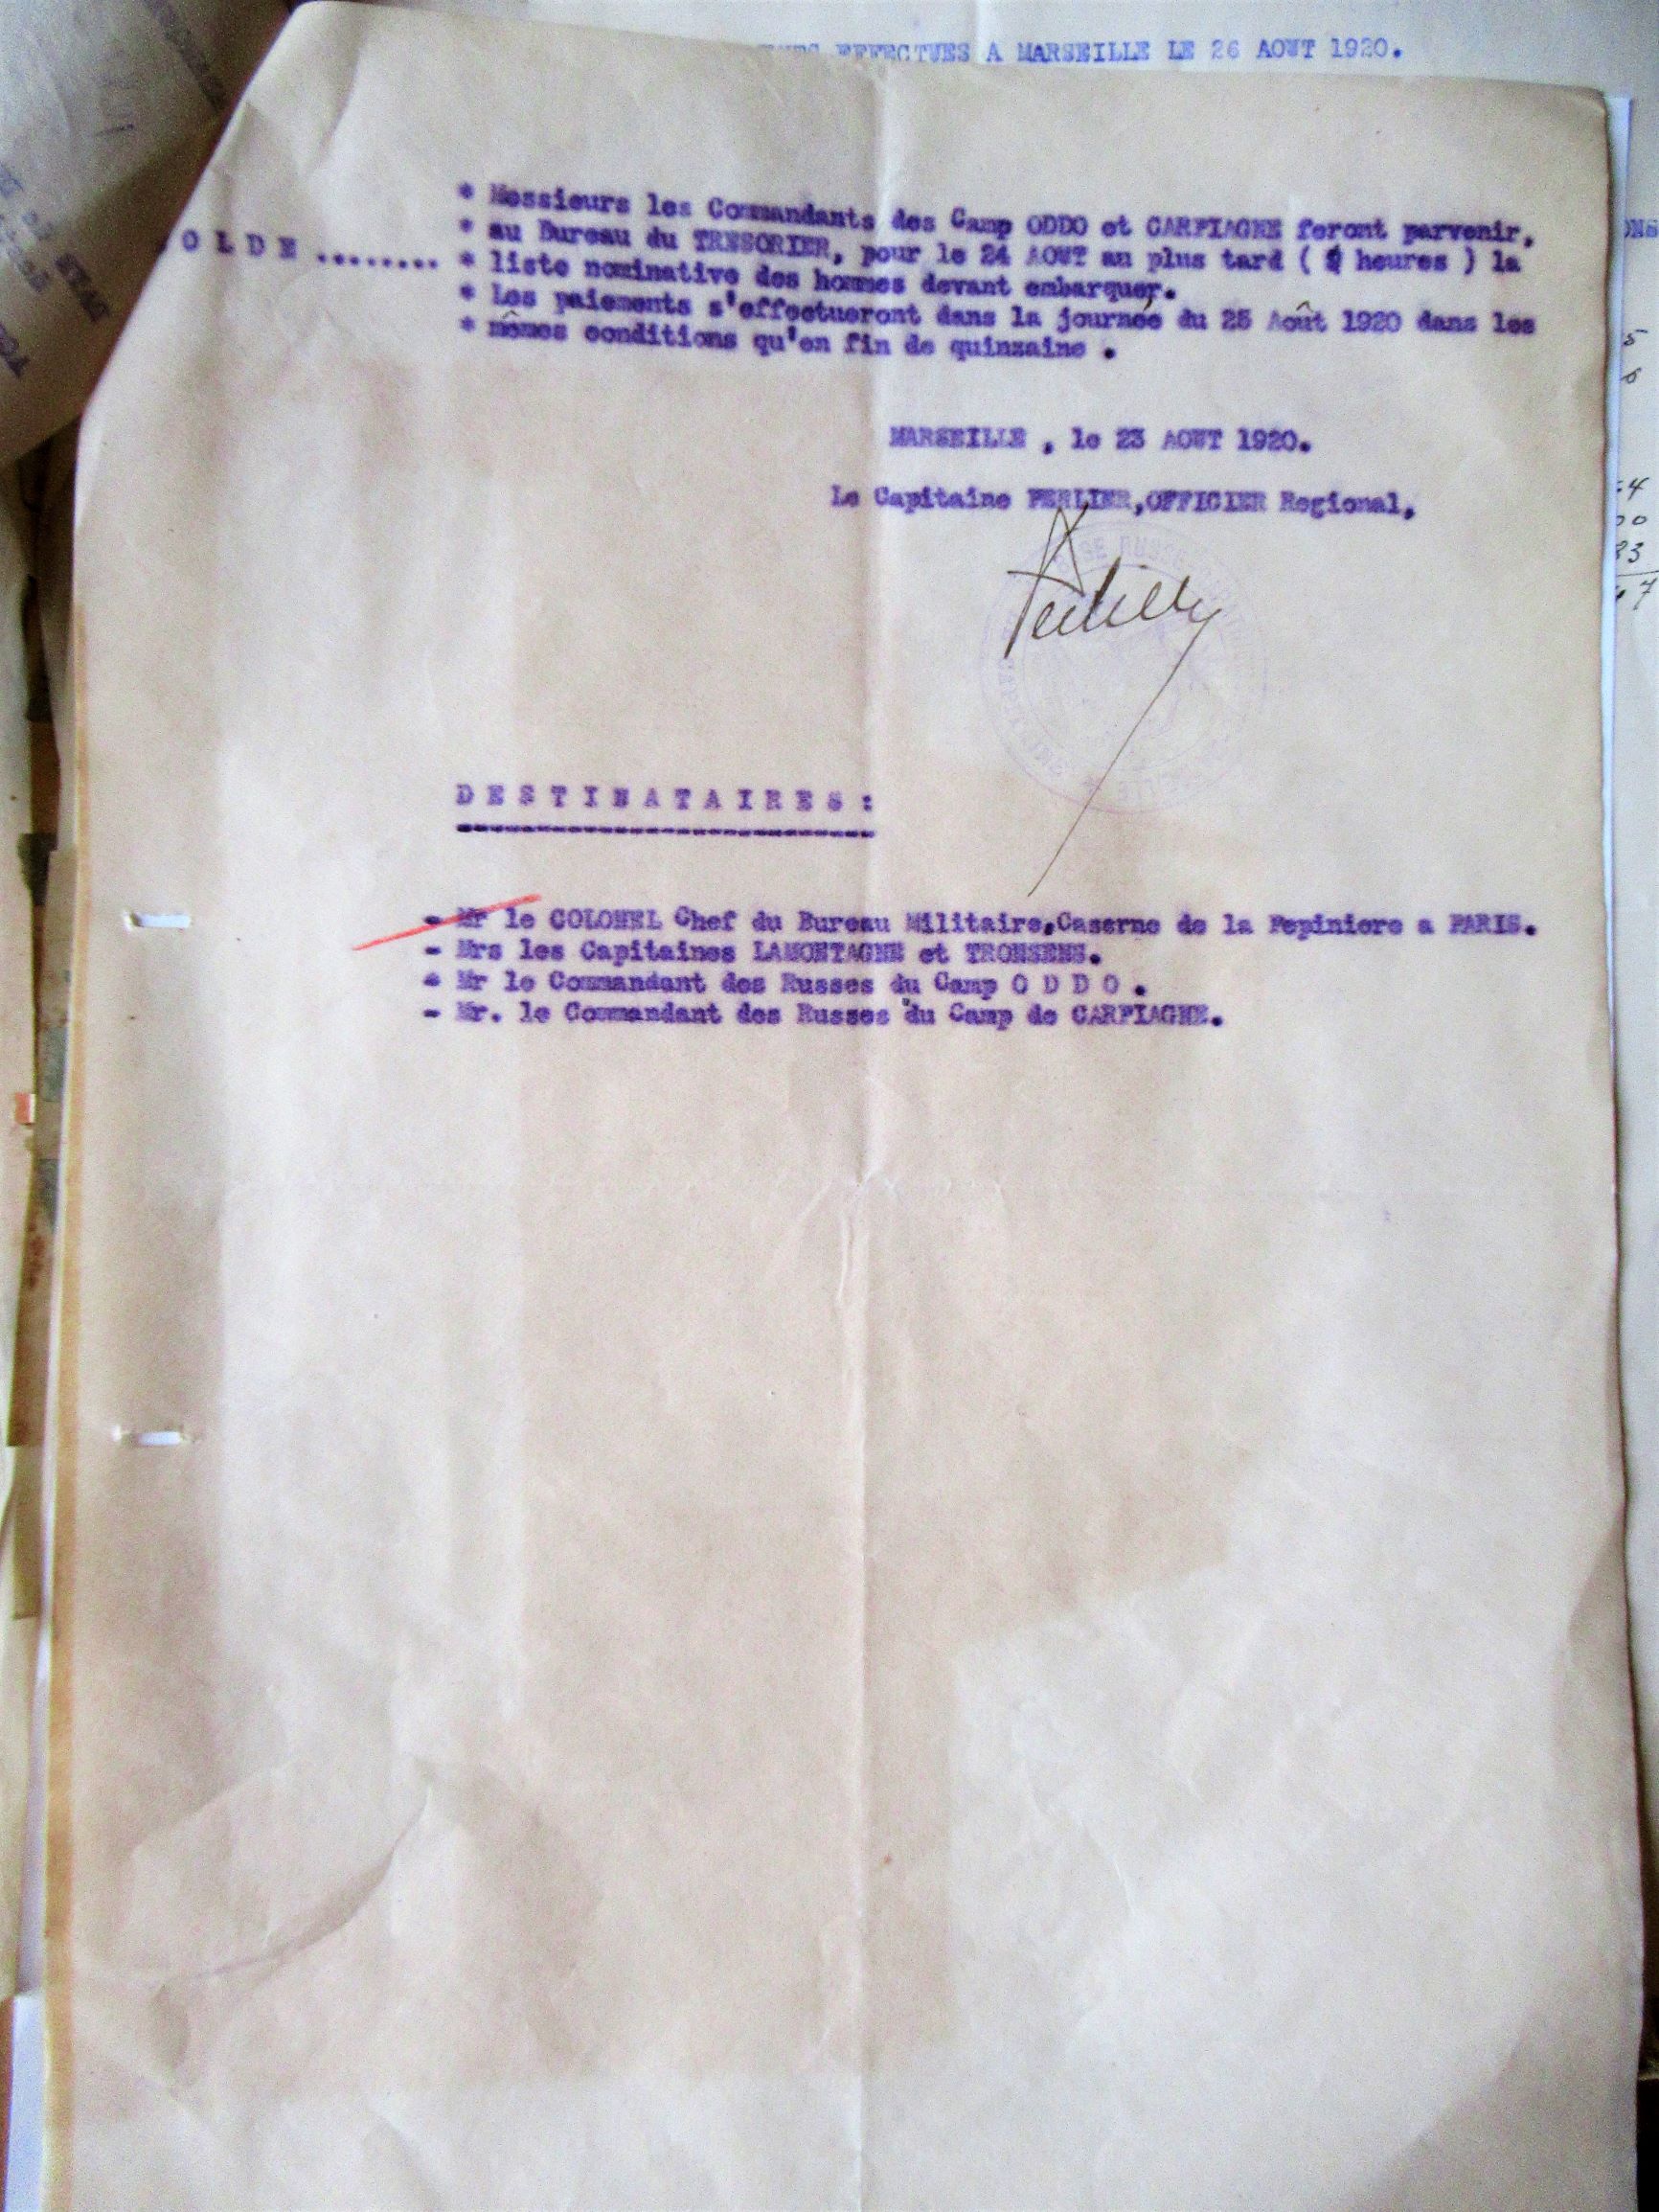 EFFECTUES A MARSEILLE LE 26 AOUT 1920.
* Messieurs les Commandants des Camp ODDO et CARPIAGNE feront parvenir,
OLDE ........ * au Bureau du TRESORIER, pour le 24 AOUT au plus tard ( heures ) la
* liste nominative des hommes devant embarquer.
* Les paiements s'effectueront dans la journée du 25 Août 1920 dans les
* mêmes conditions qu'en fin de quinzaine .
MARSEILLE , le 23 AOUT 1920.
Le Capitaine PERLIER,OFFICIER Regional,
D E S T I N A T A I R E S :
- Mr le COLONEL Chef du Bureau Militaire,Caserne de la Pepiniere a PARIS.
- Mrs les Capitaines LAMONTAGNE et TRONSENS.
- Mr le Commandant des Russes du Camp O D D O .
- Mr. le Commandant des Russes du Camp de CARPIAGNE.